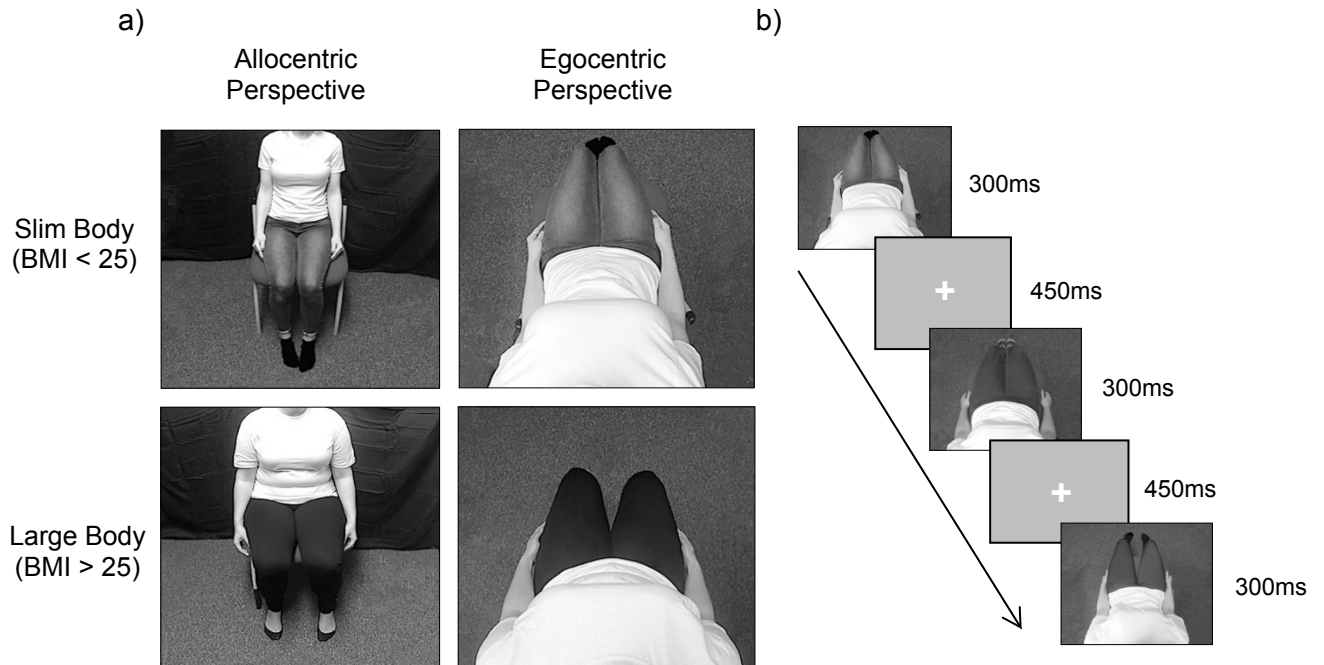 a)
Allocentric
Perspective
Egocentric
Perspective
Slim Body
(BMI < 25)
Large Body
(BMI > 25)
b)
300ms
450ms
300ms
450ms
300ms